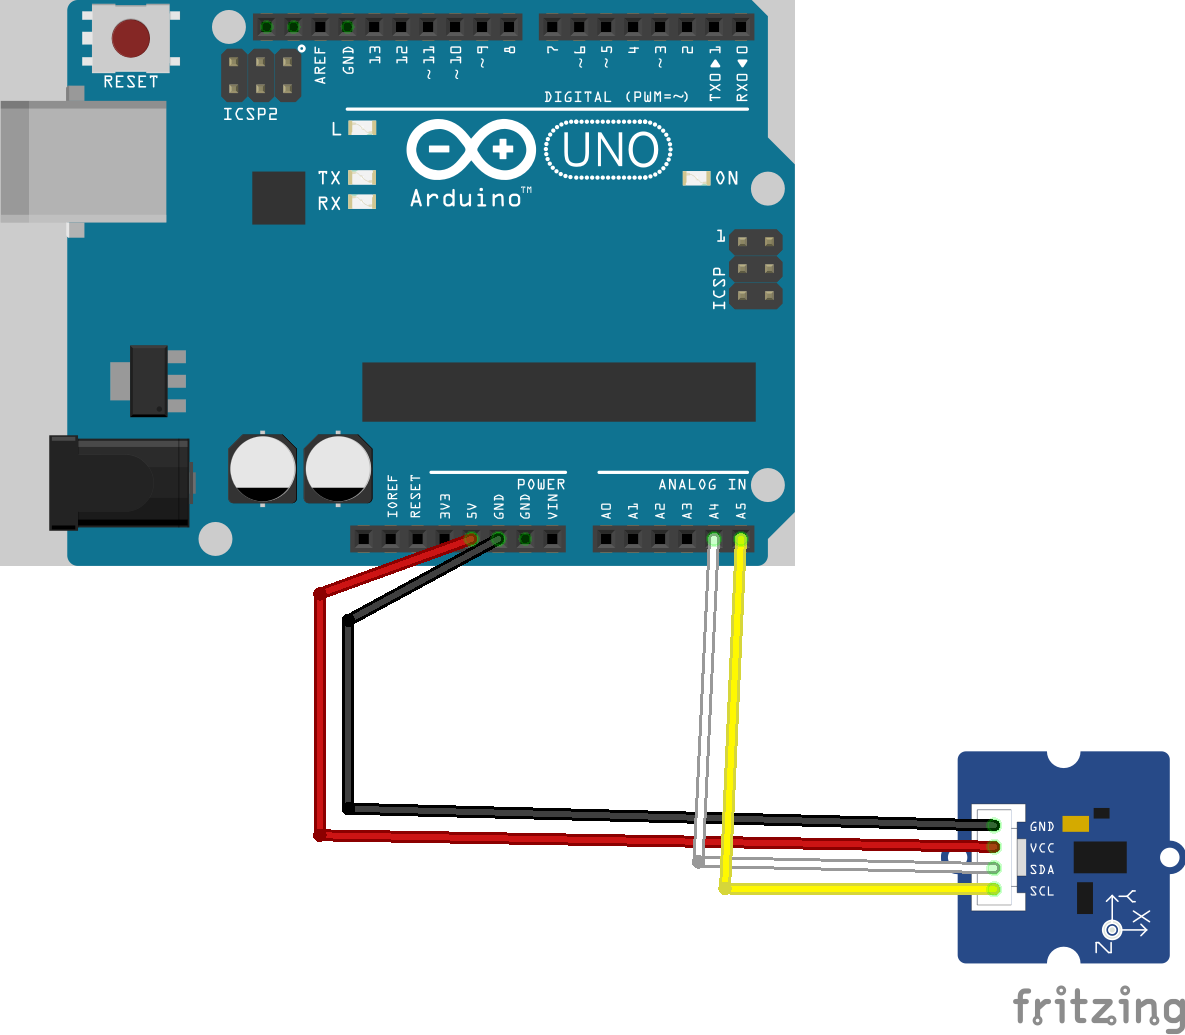 RESET
ICSP2
AREF
GND
13
12
~11
~10
~9
8
7
~6
~5
4
~3
2
TX0▶1
RX0◀0
DIGITAL (PWM=~)
L
TX
RX
Arduino™
UNO
ON
1
ICSP
POWER
ANALOG IN
IOREF
RESET
3V3
5V
GND
GND
VIN
A0
A1
A2
A3
A4
A5
GND
VCC
SDA
SCL
Y
X
Z
fritzing